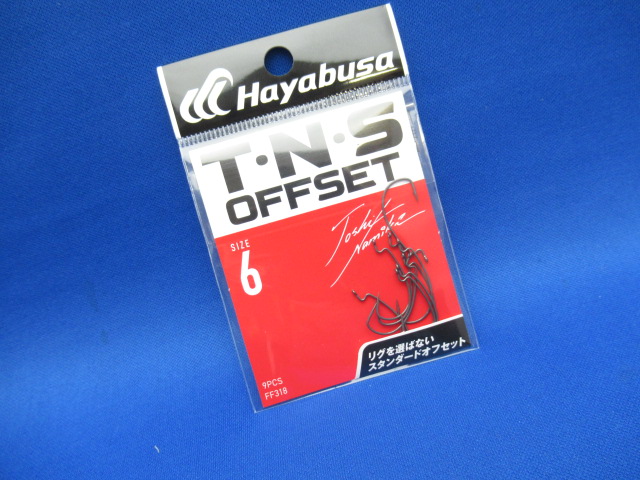 Hayabusa
T·N·S
OFFSET
SIZE
6
Toshi
Namiki
リグを選ばない
スタンダードオフセット
9PCS
FF318